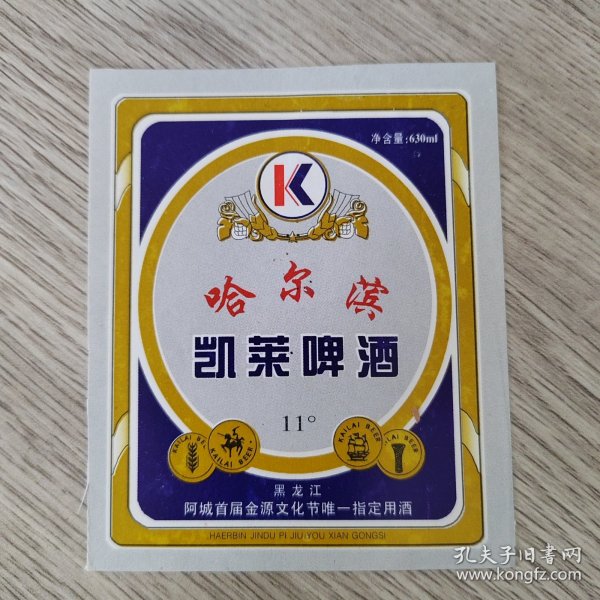 净含量:630ml
K
哈尔滨
凯莱啤酒
11°
KAILAI BEER
KAILAI BEER
KAILAI BEER
黑龙江
阿城首届金源文化节唯一指定用酒
HAERBIN JINDU PI JIU YOU XIAN GONGSI
孔夫子旧书网
www.kongfz.com